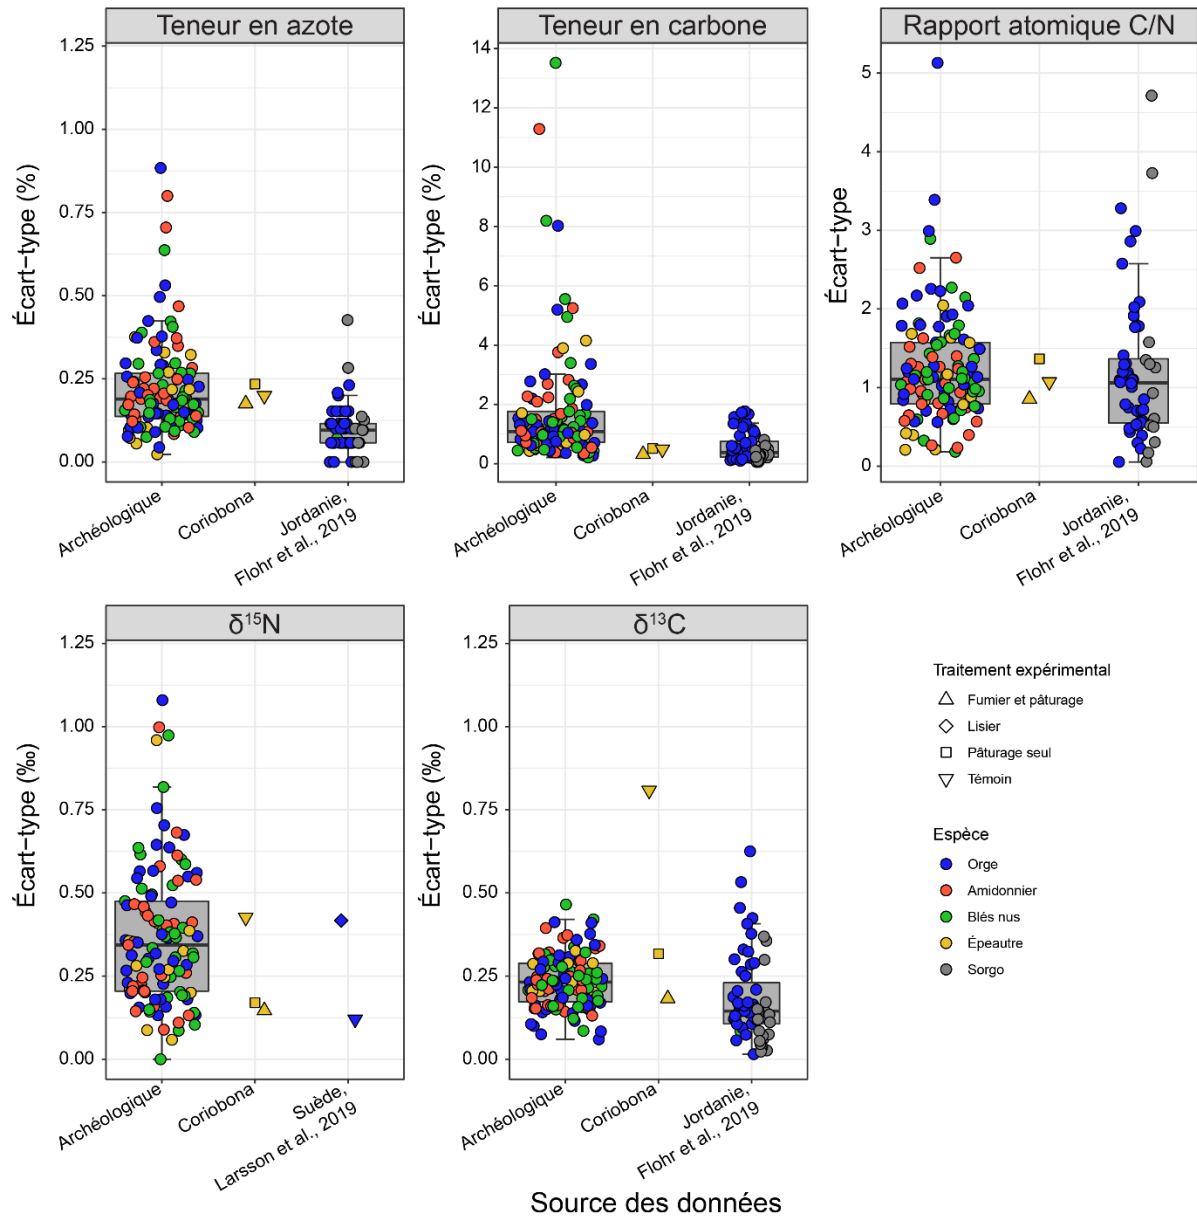 Teneur en azote
Écart−type (%)
1.25
1.00
0.75
0.50
0.25
0.00
Archéologique
Coriobona
Jordanie,
Flohr et al., 2019
Teneur en carbone
Écart−type (%)
14
12
10
8
6
4
2
0
Archéologique
Coriobona
Jordanie,
Flohr et al., 2019
Rapport atomique C/N
Écart−type
5
4
3
2
1
0
Archéologique
Coriobona
Jordanie,
Flohr et al., 2019
δ¹⁵N
Écart−type (‰)
1.25
1.00
0.75
0.50
0.25
0.00
Archéologique
Coriobona
Suède,
Larsson et al., 2019
δ¹³C
Écart−type (‰)
1.25
1.00
0.75
0.50
0.25
0.00
Archéologique
Coriobona
Jordanie,
Flohr et al., 2019
Traitement expérimental
Fumier et pâturage
Lisier
Pâturage seul
Témoin
Espèce
Orge
Amidonnier
Blés nus
Épeautre
Sorgo
Source des données